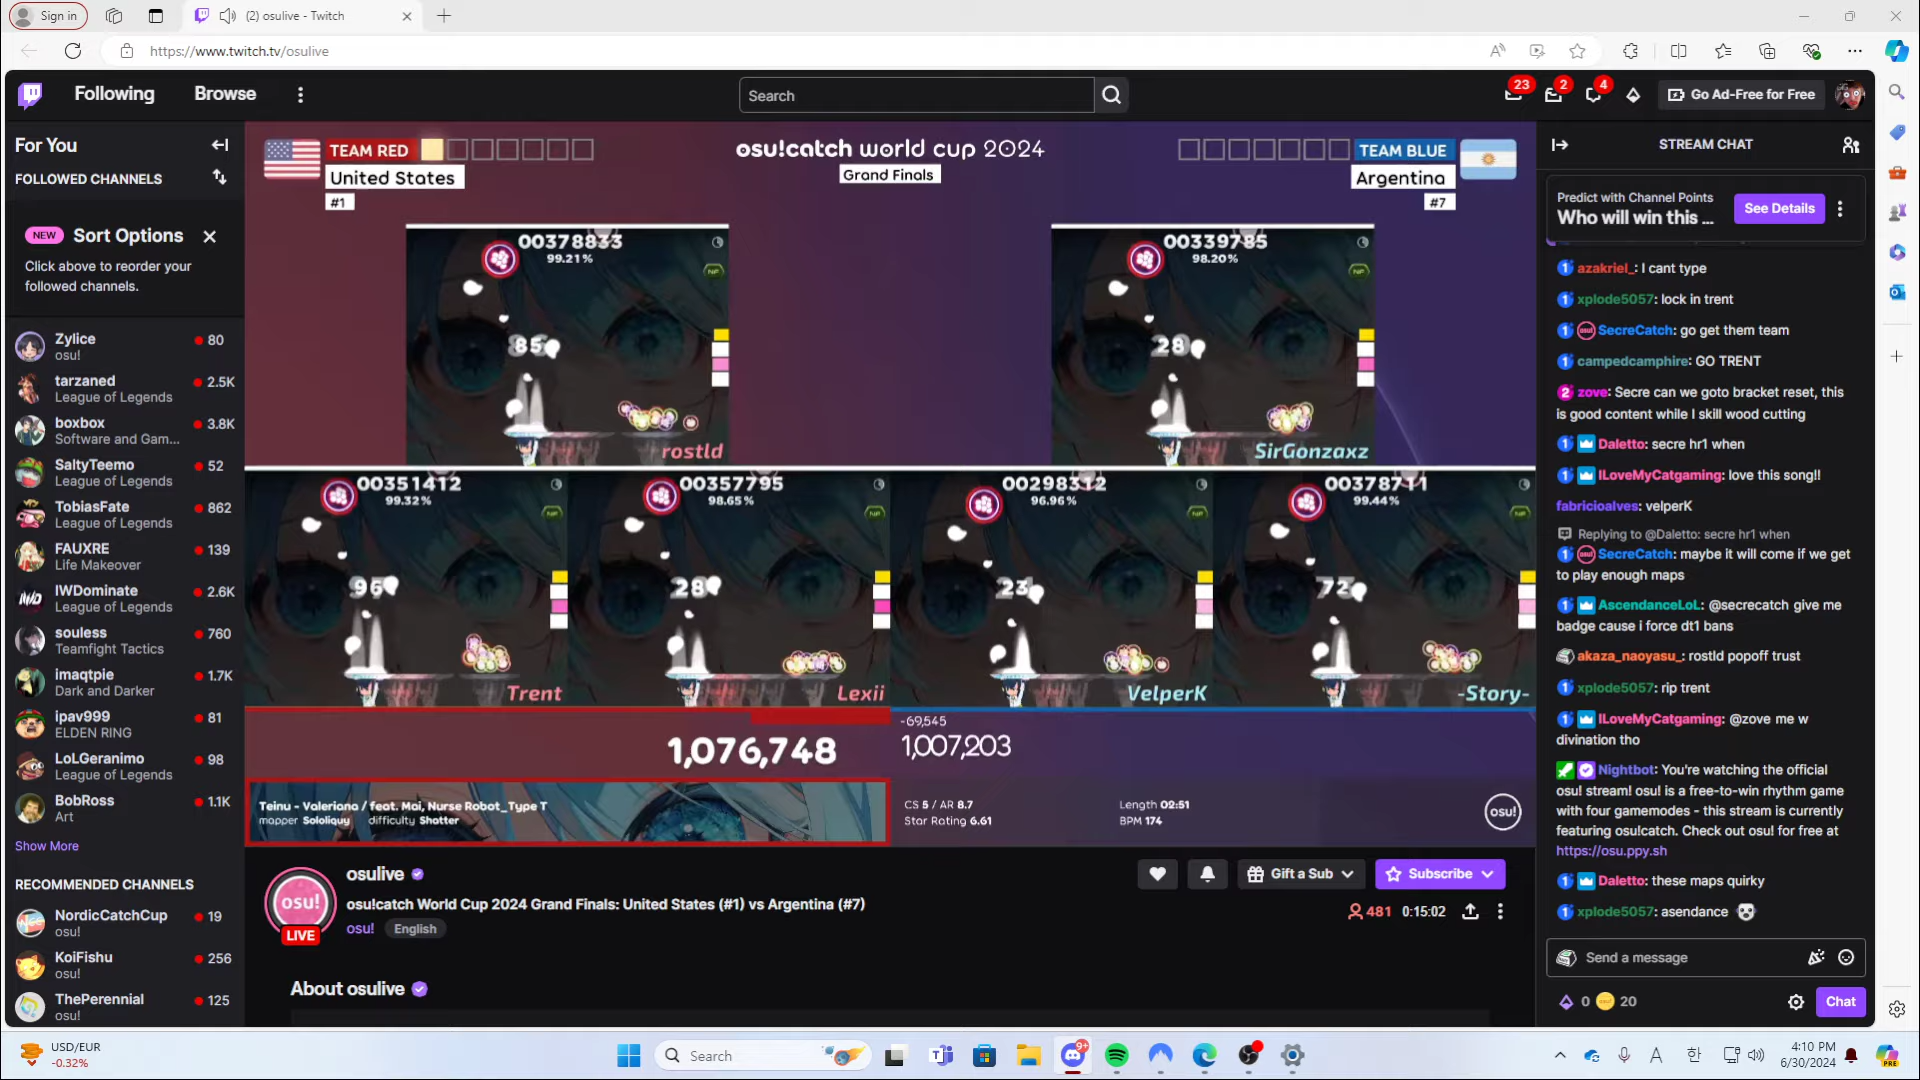 Sign in
(2) osulive - Twitch
https://www.twitch.tv/osulive
Following
Browse
Search
23
2
4
Go Ad-Free for Free
For You
FOLLOWED CHANNELS
NEW Sort Options
Click above to reorder your
followed channels.
Zylice
80
osu!
tarzaned
2.5K
League of Legends
boxbox
3.8K
Software and Gam...
SaltyTeemo
52
League of Legends
TobiasFate
862
League of Legends
FAUXRE
139
Life Makeover
IWDominate
2.6K
League of Legends
souless
760
Teamfight Tactics
imaqtpie
1.7K
Dark and Darker
ipav999
81
ELDEN RING
LoLGeranimo
98
League of Legends
BobRoss
1.1K
Art
Show More
RECOMMENDED CHANNELS
NordicCatchCup
19
osu!
KoiFishu
256
osu!
ThePerennial
125
osu!
TEAM RED
United States
#1
osu!catch world cup 2024
Grand Finals
TEAM BLUE
Argentina
#7
00378833
99.21%
85
rostld
00339785
98.20%
28
SirGonzaxz
00351412
99.32%
95
Trent
00357795
98.65%
28
Lexii
00298312
96.96%
23
VelperK
00378711
99.44%
72
-Story-
1,076,748
-69,545
1,007,203
Teinu - Valeriana / feat. Mai, Nurse Robot_Type T
mapper Sololiquy difficulty Shatter
CS 5 / AR 8.7
Star Rating 6.61
Length 02:51
BPM 174
osu!
osu!
LIVE
osulive
osu!catch World Cup 2024 Grand Finals: United States (#1) vs Argentina (#7)
osu!
English
Gift a Sub
Subscribe
481
0:15:02
About osulive
STREAM CHAT
Predict with Channel Points
Who will win this ...
See Details
azakriel_: I cant type
xplode5057: lock in trent
SecreCatch: go get them team
campedcamphire: GO TRENT
zove: Secre can we goto bracket reset, this
is good content while I skill wood cutting
Daletto: secre hr1 when
ILoveMyCatgaming: love this song!!
fabricioalves: velperK
Replying to @Daletto: secre hr1 when
SecreCatch: maybe it will come if we get
to play enough maps
AscendanceLoL: @secrecatch give me
badge cause i force dt1 bans
akaza_naoyasu_: rostld popoff trust
xplode5057: rip trent
ILoveMyCatgaming: @zove me w
divination tho
Nightbot: You're watching the official
osu! stream! osu! is a free-to-win rhythm game
with four gamemodes - this stream is currently
featuring osu!catch. Check out osu! for free at
https://osu.ppy.sh
Daletto: these maps quirky
xplode5057: asendance
Send a message
0
20
Chat
USD/EUR
-0.32%
Search
9+
A
한
4:10 PM
6/30/2024
PRE